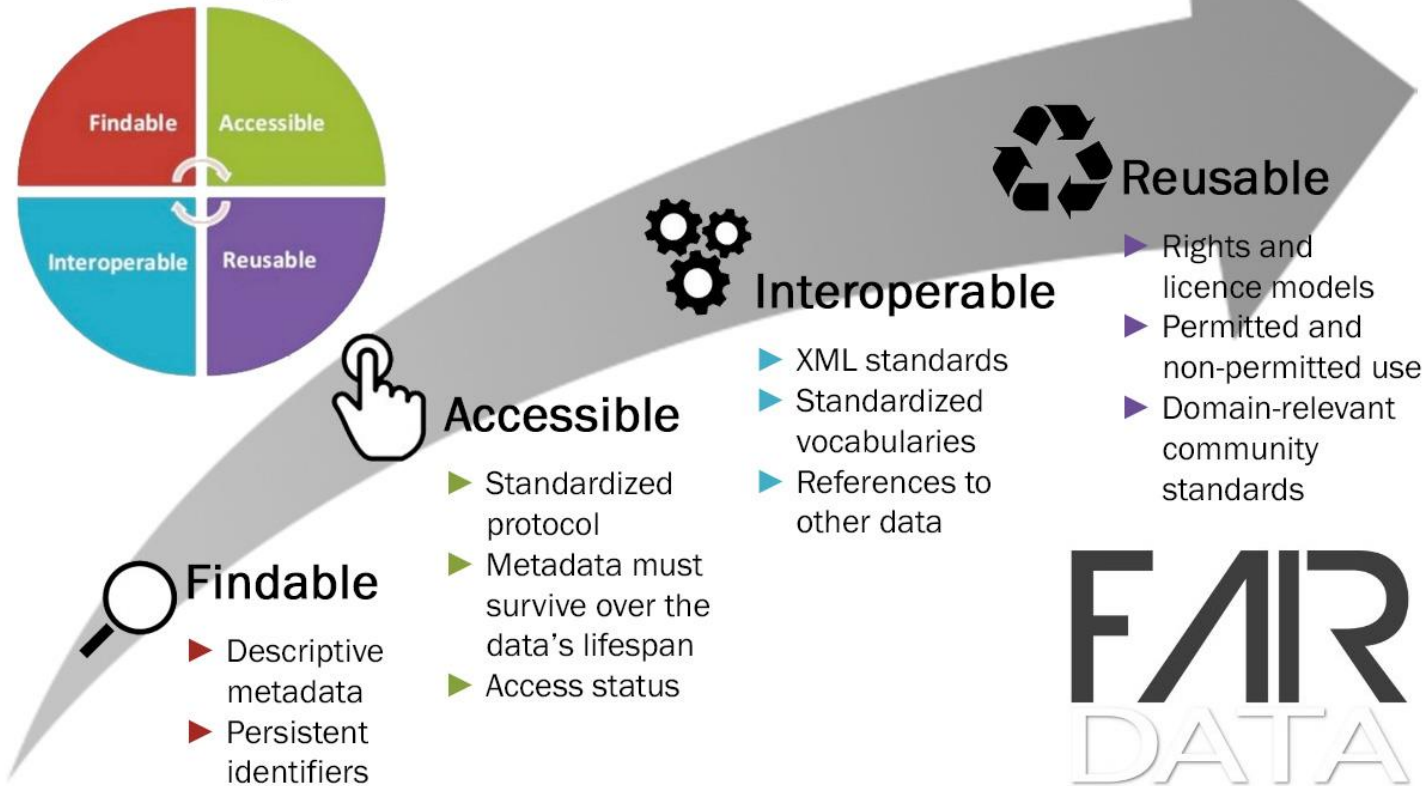 Findable
Accessible
Interoperable
Reusable
Findable
Descriptive
metadata
Persistent
identifiers
Accessible
Standardized
protocol
Metadata must
survive over the
data's lifespan
Access status
Interoperable
XML standards
Standardized
vocabularies
References to
other data
Reusable
Rights and
licence models
Permitted and
non-permitted use
Domain-relevant
community
standards
FAIR
DATA